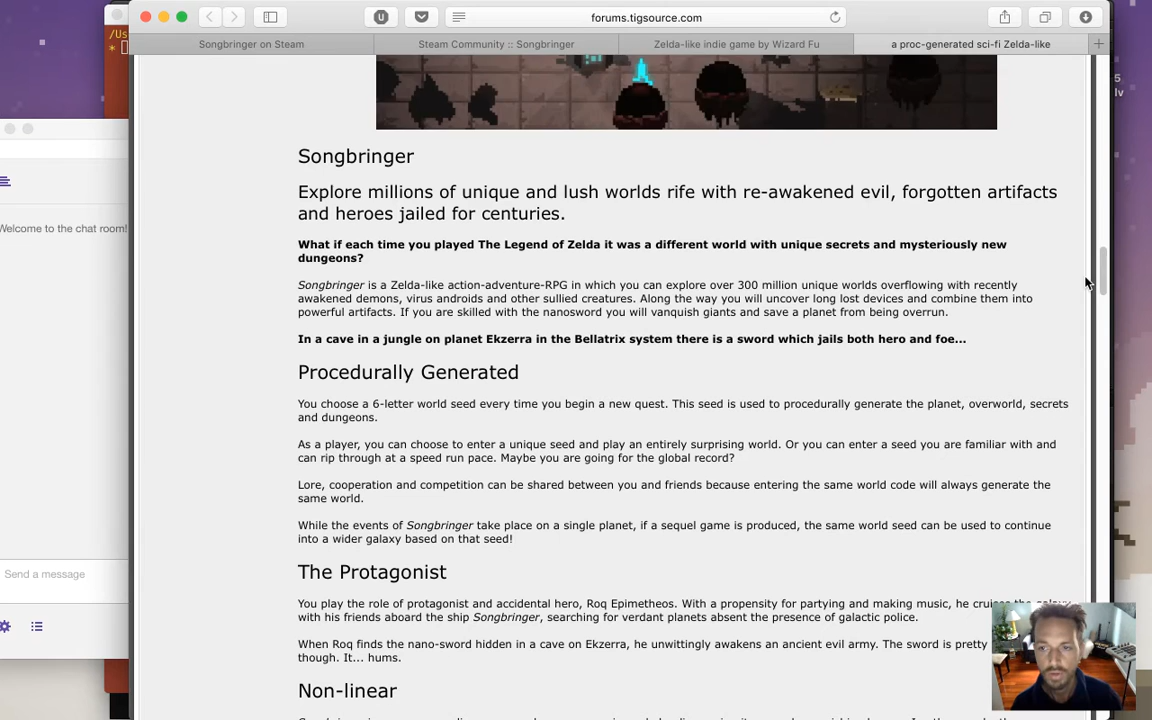 forums.tigsource.com
Songbringer on Steam
Steam Community :: Songbringer
Zelda-like indie game by Wizard Fu
a proc-generated sci-fi Zelda-like
Songbringer
Explore millions of unique and lush worlds rife with re-awakened evil, forgotten artifacts
and heroes jailed for centuries.
What if each time you played The Legend of Zelda it was a different world with unique secrets and mysteriously new
dungeons?
Songbringer is a Zelda-like action-adventure-RPG in which you can explore over 300 million unique worlds overflowing with recently
awakened demons, virus androids and other sullied creatures. Along the way you will uncover long lost devices and combine them into
powerful artifacts. If you are skilled with the nanosword you will vanquish giants and save a planet from being overrun.
In a cave in a jungle on planet Ekzerra in the Bellatrix system there is a sword which jails both hero and foe...
Procedurally Generated
You choose a 6-letter world seed every time you begin a new quest. This seed is used to procedurally generate the planet, overworld, secrets
and dungeons.
As a player, you can choose to enter a unique seed and play an entirely surprising world. Or you can enter a seed you are familiar with and
can rip through at a speed run pace. Maybe you are going for the global record?
Lore, cooperation and competition can be shared between you and friends because entering the same world code will always generate the
same world.
While the events of Songbringer take place on a single planet, if a sequel game is produced, the same world seed can be used to continue
into a wider galaxy based on that seed!
The Protagonist
You play the role of protagonist and accidental hero, Roq Epimetheos. With a propensity for partying and making music, he cruises the galaxy
with his friends aboard the ship Songbringer, searching for verdant planets absent the presence of galactic police.
When Roq finds the nano-sword hidden in a cave on Ekzerra, he unwittingly awakens an ancient evil army. The sword is pretty
though. It... hums.
Non-linear
/Us
*
Welcome to the chat room!
Send a message
5
lv